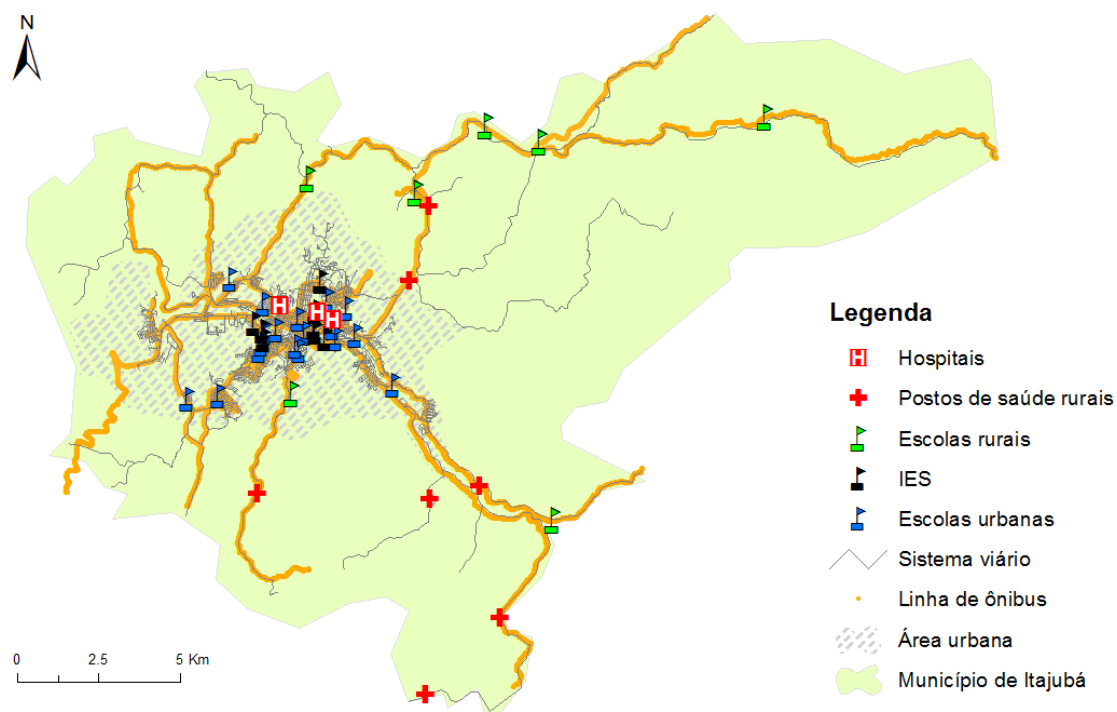 N
Legenda
H Hospitais
Postos de saúde rurais
Escolas rurais
IES
Escolas urbanas
Sistema viário
Linha de ônibus
Área urbana
Município de Itajubá
0 2.5 5 Km
H
H
H